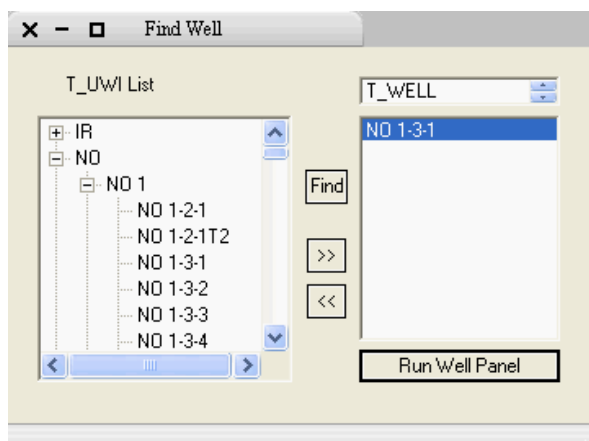 Find Well
T_UWI List
T_WELL
IR
NO
NO 1
NO 1-2-1
NO 1-2-1T2
NO 1-3-1
NO 1-3-2
NO 1-3-3
NO 1-3-4
Find
>>
<<
NO 1-3-1
Run Well Panel